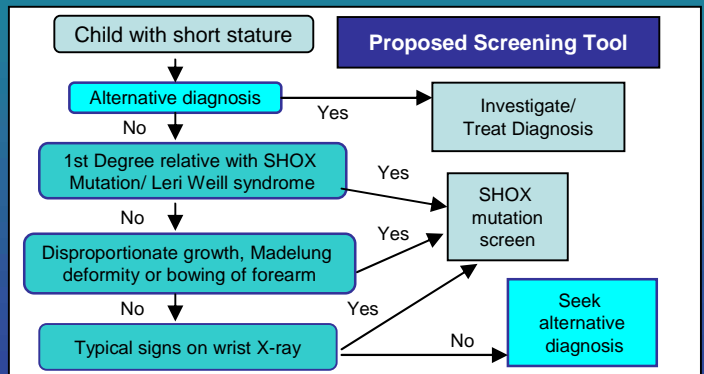 Child with short stature
Proposed Screening Tool
Alternative diagnosis
Yes
Investigate/
Treat Diagnosis
No
1st Degree relative with SHOX
Mutation/ Leri Weill syndrome
Yes
SHOX
mutation
screen
No
Disproportionate growth, Madelung
deformity or bowing of forearm
Yes
No
Yes
Typical signs on wrist X-ray
No
Seek
alternative
diagnosis